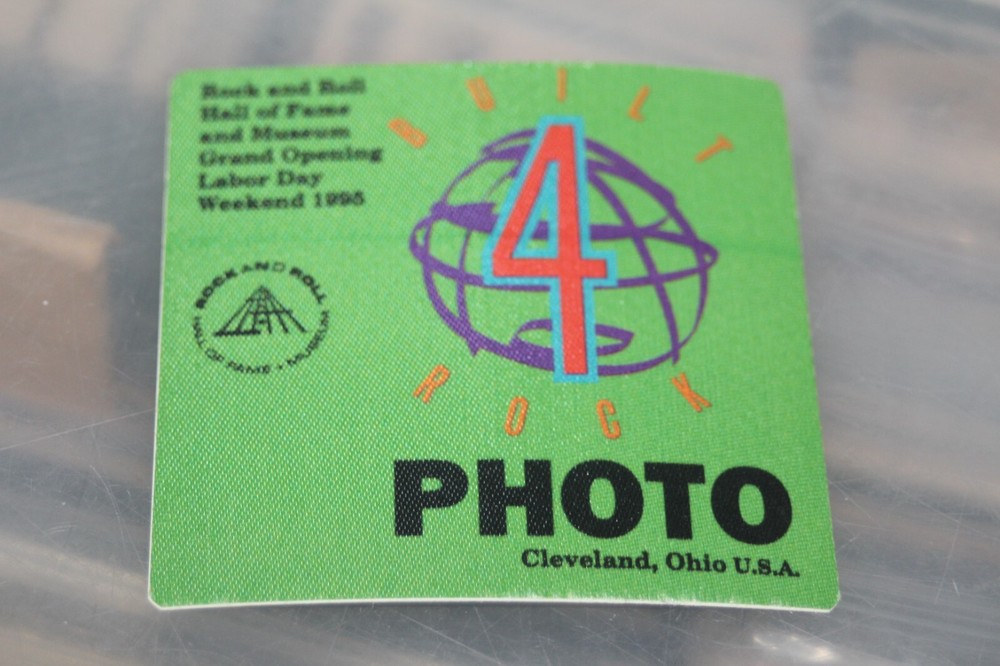 Rock and Roll
Hall of Fame
and Museum
Grand Opening
Labor Day
Weekend 1995
ROCK AND ROLL
HALL OF FAME + MUSEUM
BUILT
4
ROCK
PHOTO
Cleveland, Ohio U.S.A.